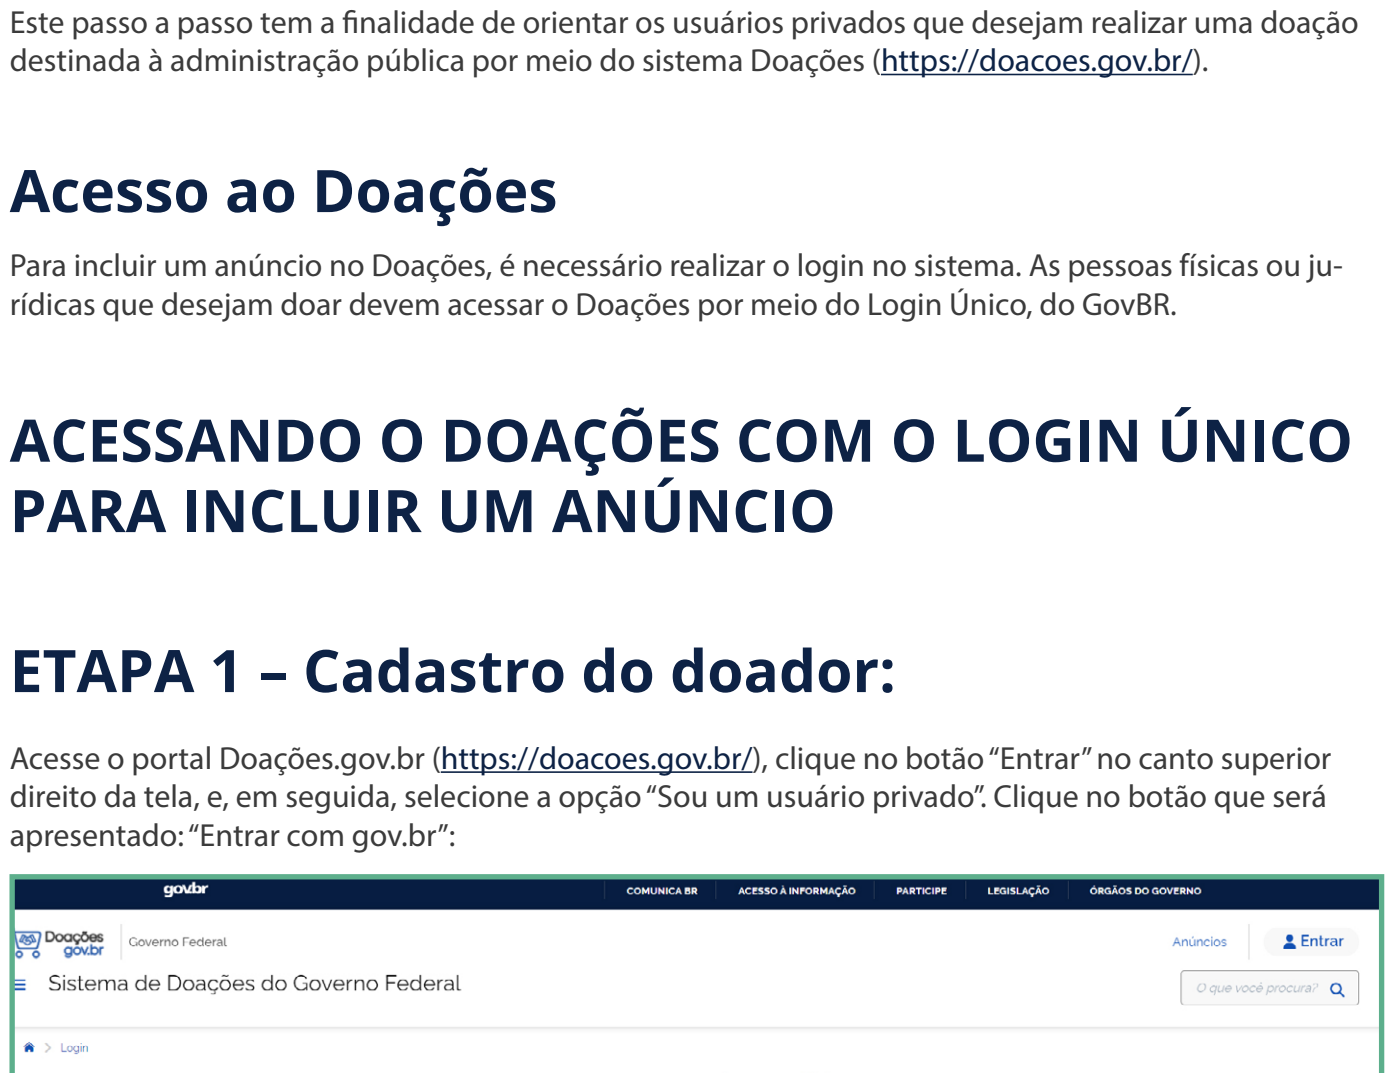 Este passo a passo tem a finalidade de orientar os usuários privados que desejam realizar uma doação
destinada à administração pública por meio do sistema Doações (https://doacoes.gov.br/).
Acesso ao Doações
Para incluir um anúncio no Doações, é necessário realizar o login no sistema. As pessoas físicas ou ju-
rídicas que desejam doar devem acessar o Doações por meio do Login Único, do GovBR.
ACESSANDO O DOAÇÕES COM O LOGIN ÚNICO
PARA INCLUIR UM ANÚNCIO
ETAPA 1 – Cadastro do doador:
Acesse o portal Doações.gov.br (https://doacoes.gov.br/), clique no botão “Entrar” no canto superior
direito da tela, e, em seguida, selecione a opção “Sou um usuário privado”. Clique no botão que será
apresentado: “Entrar com gov.br”:
gov.br COMUNICA BR ACESSO À INFORMAÇÃO PARTICIPE LEGISLAÇÃO ÓRGÃOS DO GOVERNO
Doações
gov.br
Governo Federal
Anúncios
Entrar
Sistema de Doações do Governo Federal
O que você procura?
Login